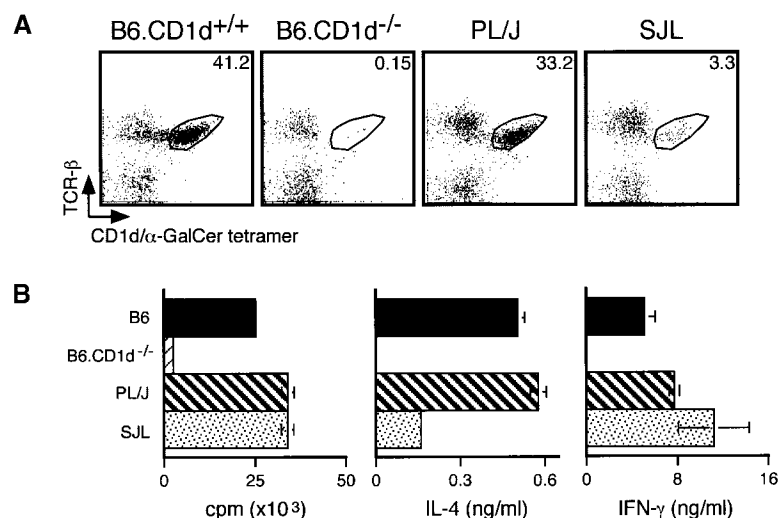 A
B6.CD1d+/+ B6.CD1d-/- PL/J SJL
41.2 0.15 33.2 3.3
TCR-β
CD1d/α-GalCer tetramer
B
B6
B6.CD1d-/-
PL/J
SJL
0 25 50 0 0.3 0.6 0 8 16
cpm (x10³) IL-4 (ng/ml) IFN-γ (ng/ml)